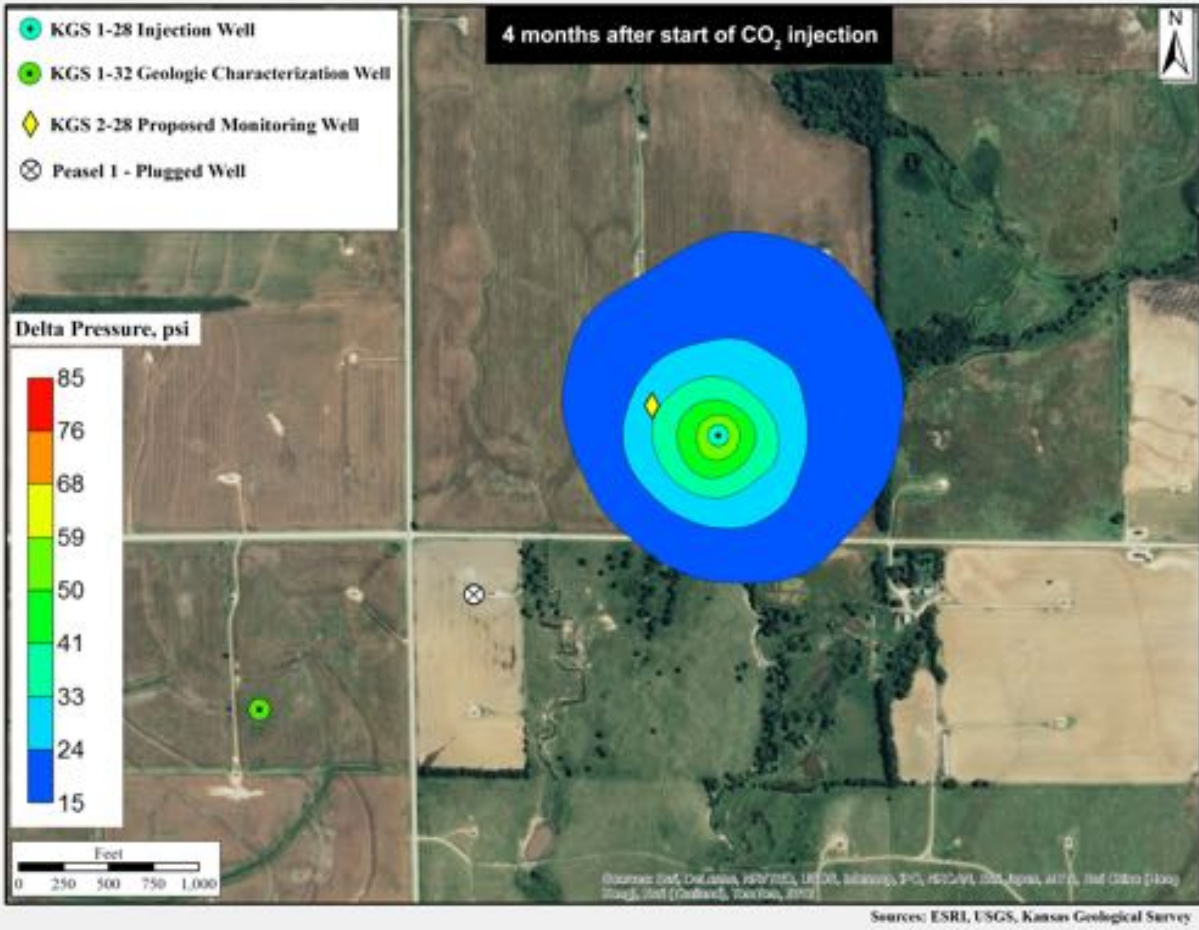 KGS 1-28 Injection Well
KGS 1-32 Geologic Characterization Well
KGS 2-28 Proposed Monitoring Well
Peasel 1 - Plugged Well
4 months after start of CO₂ injection
N
Delta Pressure, psi
85
76
68
59
50
41
33
24
15
Feet
0 250 500 750 1,000
Sources: Esri,
Sources: ESRI, USGS, Kansas Geological Survey